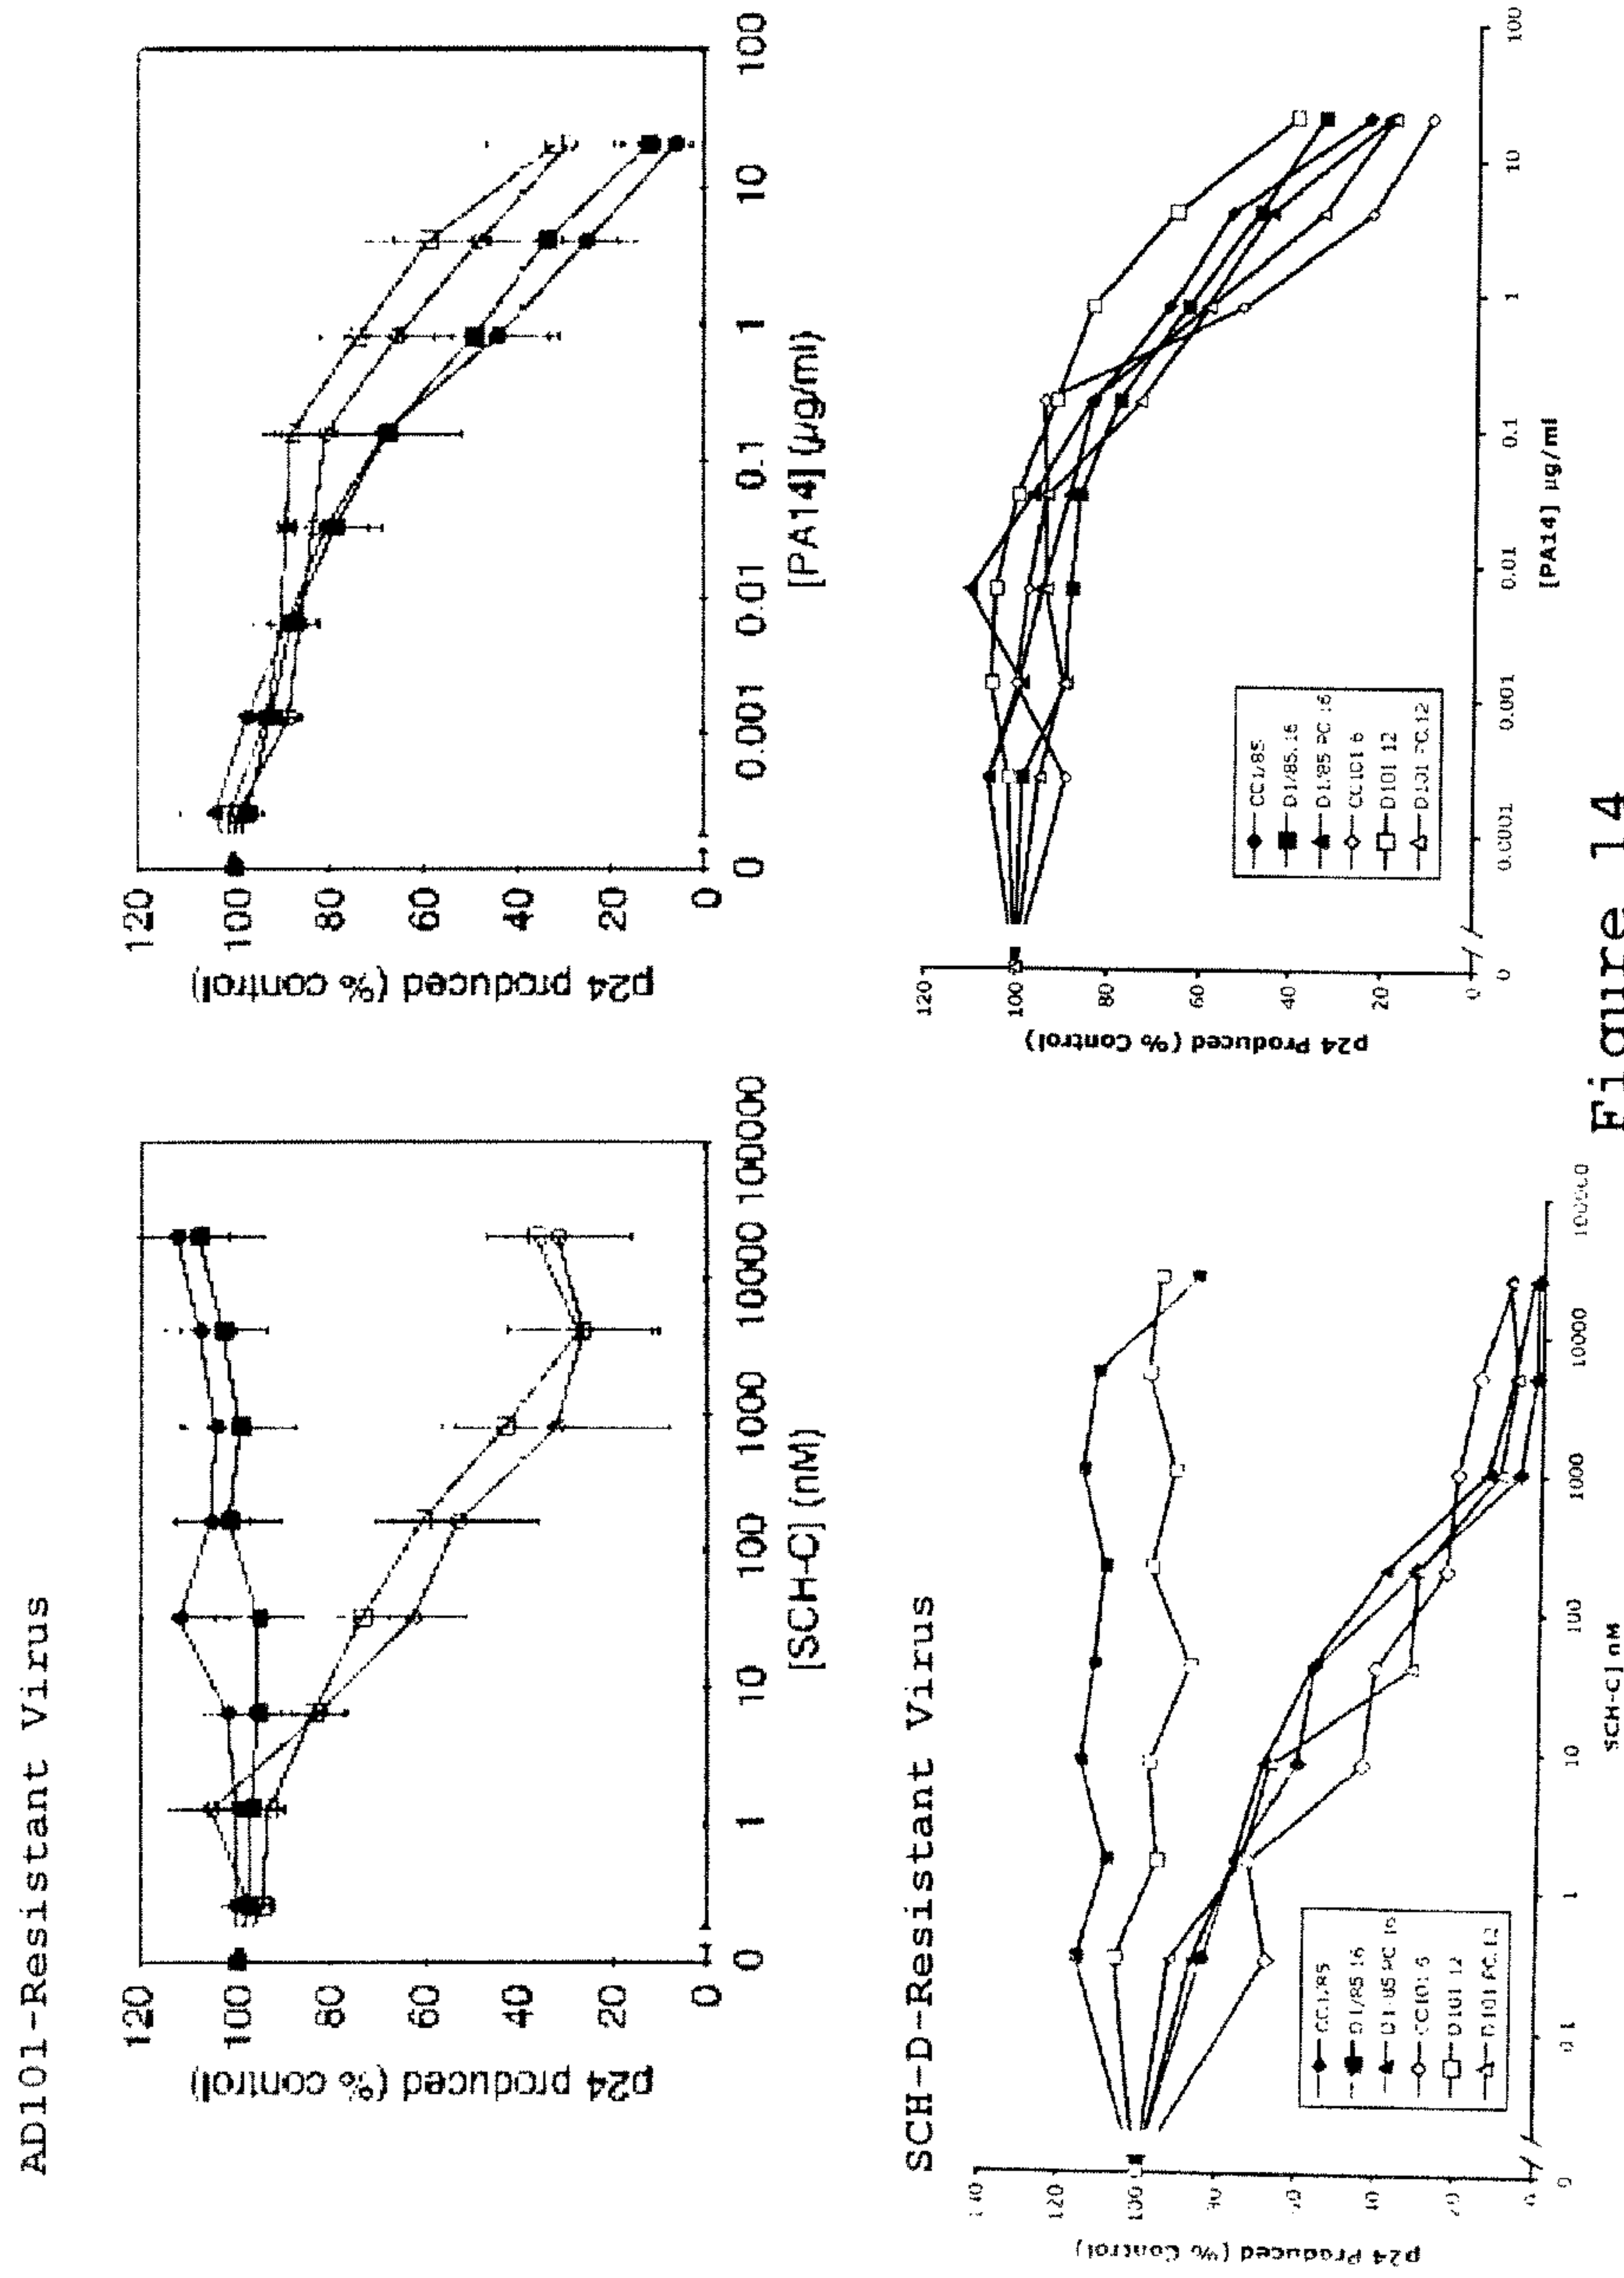 AD101-Resistant Virus
p24 produced (% control)
120
100
80
60
40
20
0
0 1 10 100 1000 10000
[SCH-C] (nM)
p24 produced (% control)
120
100
80
60
40
20
0
0 0.001 0.01 0.1 1 10 100
[PA14] (µg/ml)
SCH-D-Resistant Virus
p24 Produced (% Control)
120
100
20
0
0 0.1 1 10 100 1000 10000 100000
SCH-C] nM
CC1/85
D1/85 16
D1/85 PC 16
CC101 6
D101 12
D101 PC.12
p24 Produced (% Control)
120
100
80
60
40
20
0
0 0.0001 0.001 0.01 0.1 1 10 100
[PA14] µg/ml
CC1/85
D1/85.16
D1/85 PC.16
CC101 6
D101 12
D101 PC.12
Figure 14